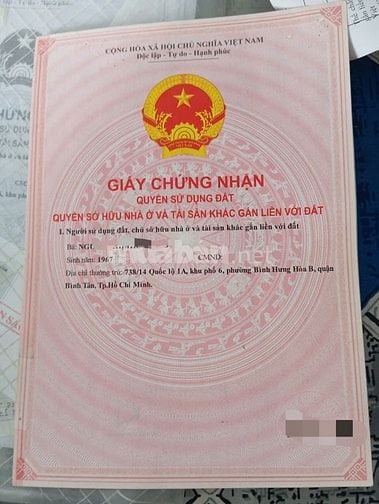 CỘNG HÒA XÃ HỘI CHỦ NGHĨA VIỆT NAM
Độc lập - Tự do - Hạnh phúc
GIẤY CHỨNG NHẬN
QUYỀN SỬ DỤNG ĐẤT
QUYỀN SỞ HỮU NHÀ Ở VÀ TÀI SẢN KHÁC GẮN LIỀN VỚI ĐẤT
I. Người sử dụng đất, chủ sở hữu nhà ở và tài sản khác gắn liền với đất
Bà: NGU
Sinh năm: 1967 CMND:
Địa chỉ thường trú: 738/14 Quốc lộ 1A, khu phố 6, phường Bình Hưng Hòa B, quận
Bình Tân, Tp.Hồ Chí Minh.